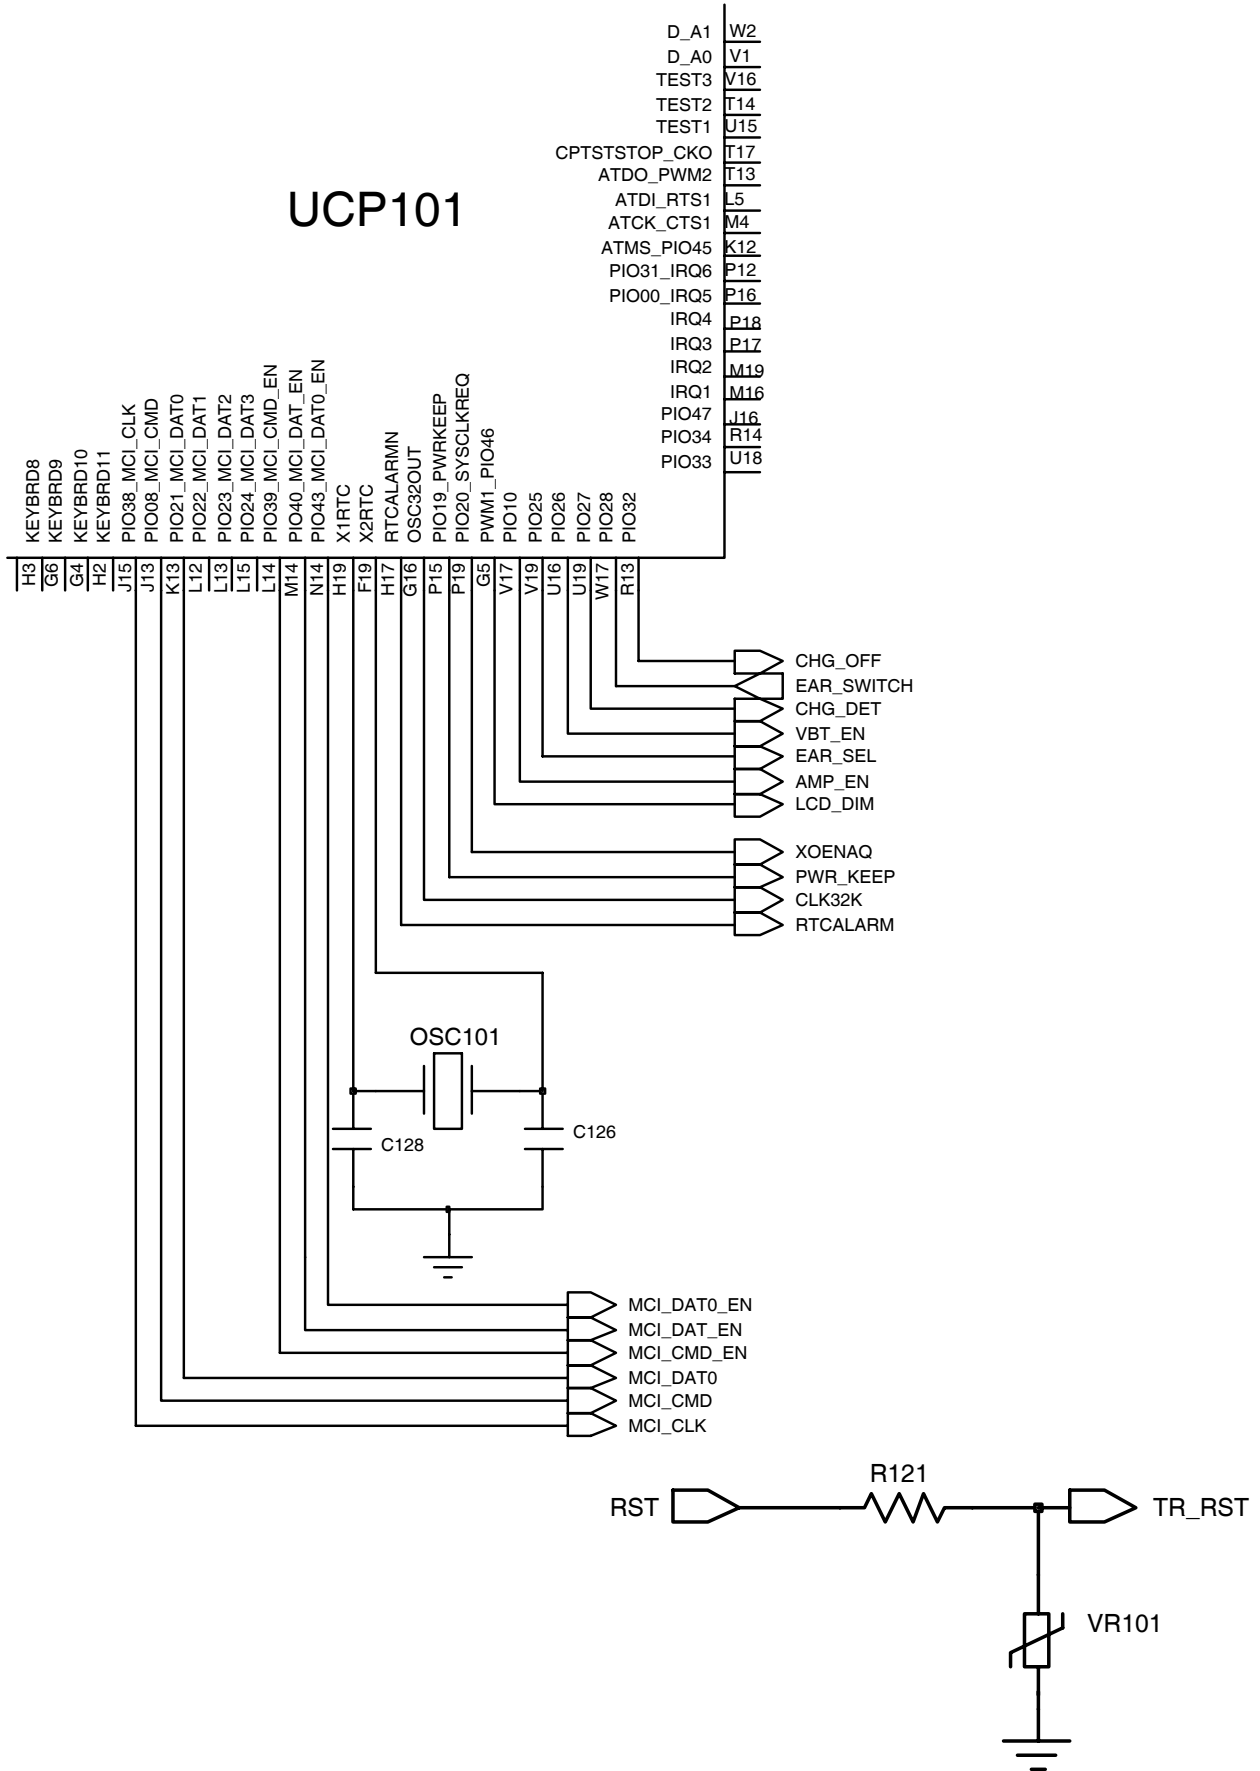 D_A1 W2
D_A0 V1
TEST3 V16
TEST2 T14
TEST1 U15
CPTSTSTOP_CKO T17
ATDO_PWM2 T13
ATDI_RTS1 L5
ATCK_CTS1 M4
ATMS_PIO45 K12
PIO31_IRQ6 P12
PIO00_IRQ5 P16
IRQ4 P18
IRQ3 P17
IRQ2 M19
IRQ1 M16
PIO47 J16
PIO34 R14
PIO33 U18
UCP101
KEYBRD8
KEYBRD9
KEYBRD10
KEYBRD11
PIO38_MCI_CLK
PIO08_MCI_CMD
PIO21_MCI_DAT0
PIO22_MCI_DAT1
PIO23_MCI_DAT2
PIO24_MCI_DAT3
PIO39_MCI_CMD_EN
PIO40_MCI_DAT_EN
PIO43_MCI_DAT0_EN
X1RTC
X2RTC
RTCALARMN
OSC32OUT
PIO19_PWRKEEP
PIO20_SYSCLKREQ
PWM1_PIO46
PIO10
PIO25
PIO26
PIO27
PIO28
PIO32
H3
G6
G4
H2
J15
J13
K13
L12
L13
L15
L14
M14
N14
H19
F19
H17
G16
P15
P19
G5
V17
V19
U16
U19
W17
R13
CHG_OFF
EAR_SWITCH
CHG_DET
VBT_EN
EAR_SEL
AMP_EN
LCD_DIM
XOENAQ
PWR_KEEP
CLK32K
RTCALARM
OSC101
C128
C126
MCI_DAT0_EN
MCI_DAT_EN
MCI_CMD_EN
MCI_DAT0
MCI_CMD
MCI_CLK
R121
RST
TR_RST
VR101